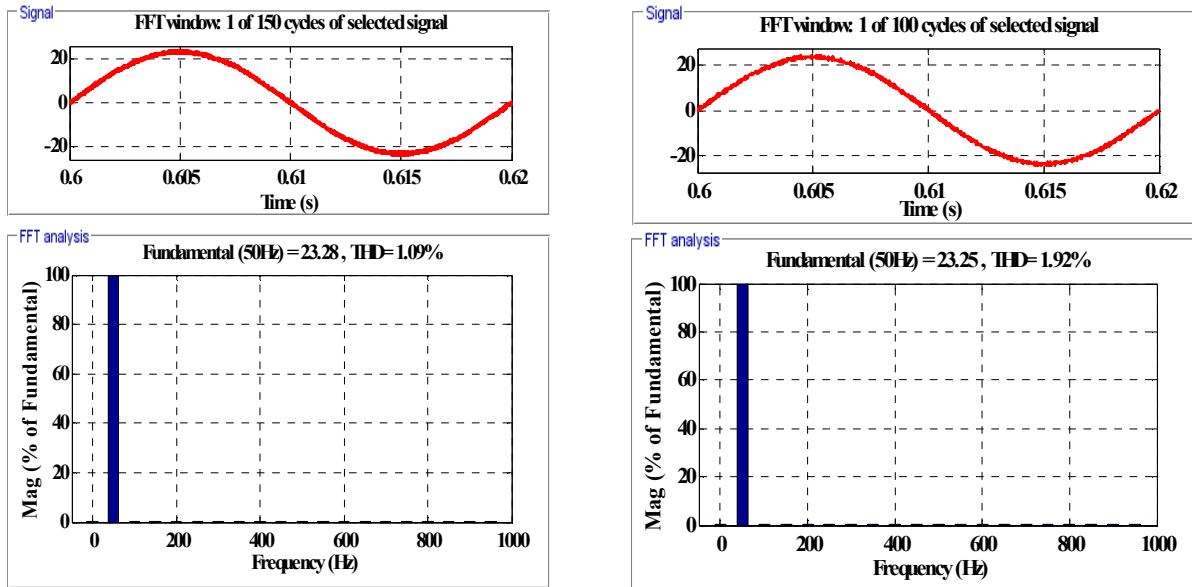 Signal
FFT window: 1 of 150 cycles of selected signal
20
0
-20
0.6 0.605 0.61 0.615 0.62
Time (s)
FFT analysis
Fundamental (50Hz) = 23.28 , THD= 1.09%
Mag (% of Fundamental)
100
80
60
40
20
0
0 200 400 600 800 1000
Frequency (Hz)
Signal
FFT window: 1 of 100 cycles of selected signal
20
0
-20
0.6 0.605 0.61 0.615 0.62
Time (s)
FFT analysis
Fundamental (50Hz) = 23.25 , THD= 1.92%
Mag (% of Fundamental)
100
80
60
40
20
0
0 200 400 600 800 1000
Frequency (Hz)